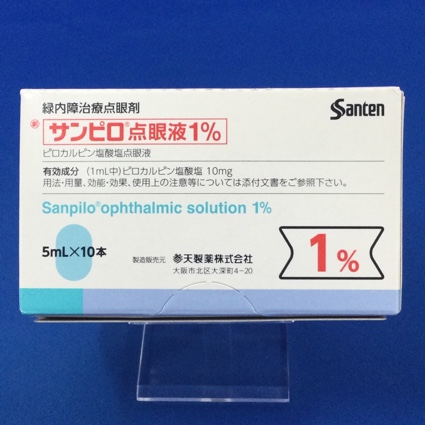 緑内障治療点眼剤
Santen
劇 サンピロ®点眼液1%
ピロカルピン塩酸塩点眼液
有効成分 (1mL中)ピロカルピン塩酸塩 10mg
用法・用量、効能・効果、使用上の注意等については添付文書をご参照下さい。
Sanpilo®ophthalmic solution 1%
5mL×10本
製造販売元 参天製薬株式会社
大阪市北区大深町4-20
1%